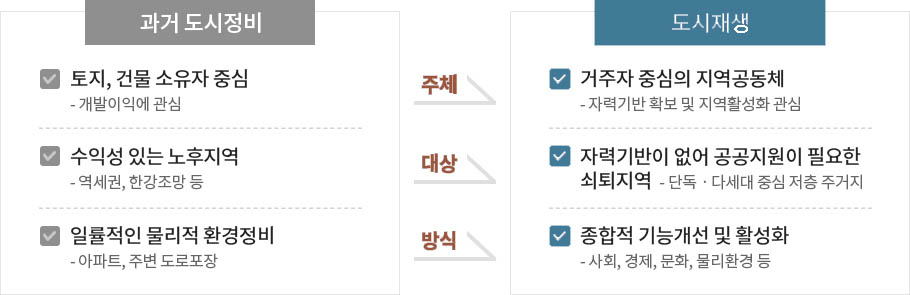 과거 도시정비
토지, 건물 소유자 중심
- 개발이익에 관심
수익성 있는 노후지역
- 역세권, 한강조망 등
일률적인 물리적 환경정비
- 아파트, 주변 도로포장
주체
대상
방식
도시재생
거주자 중심의 지역공동체
- 자력기반 확보 및 지역활성화 관심
자력기반이 없어 공공지원이 필요한
쇠퇴지역 - 단독 · 다세대 중심 저층 주거지
종합적 기능개선 및 활성화
- 사회, 경제, 문화, 물리환경 등